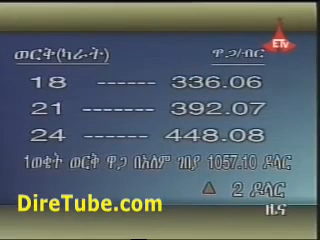 ETV
ወርቅ(ካራት) ዋጋ/ብር
18 ------ 336.06
21 ------- 392.07
24 ------- 448.08
1ወቄት ወርቅ ዋጋ በአለም ገበያ 1057.10 ዶላር
2 ዶላር
DireTube.com
ዜና